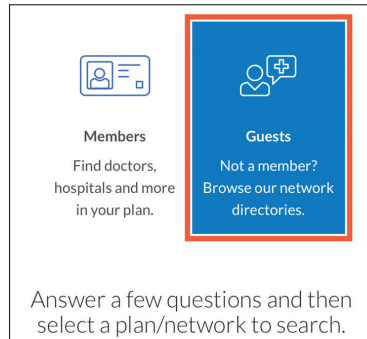 Members
Find doctors,
hospitals and more
in your plan.
Guests
Not a member?
Browse our network
directories.
Answer a few questions and then
select a plan/network to search.